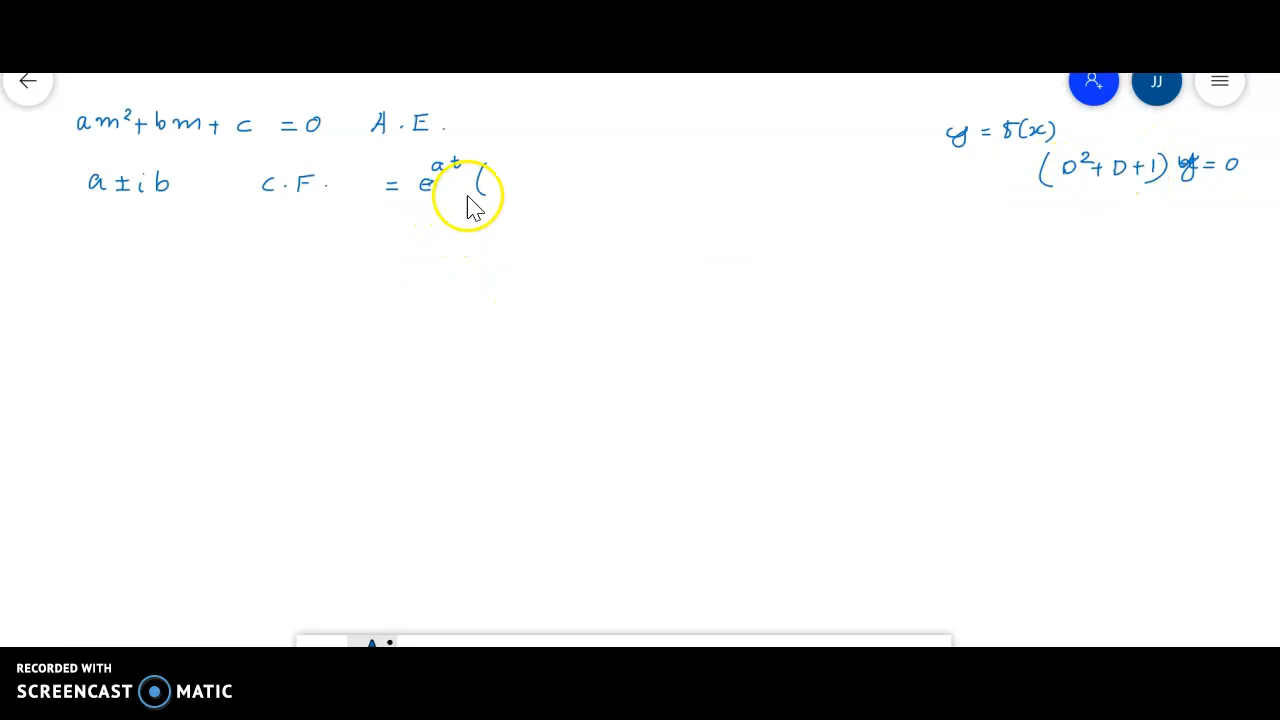 am²+bm+c =0 A.E.
a±ib C.F. = e^at (
y = f(x)
(D²+D+1)y=0
JJ
RECORDED WITH
SCREENCAST MATIC